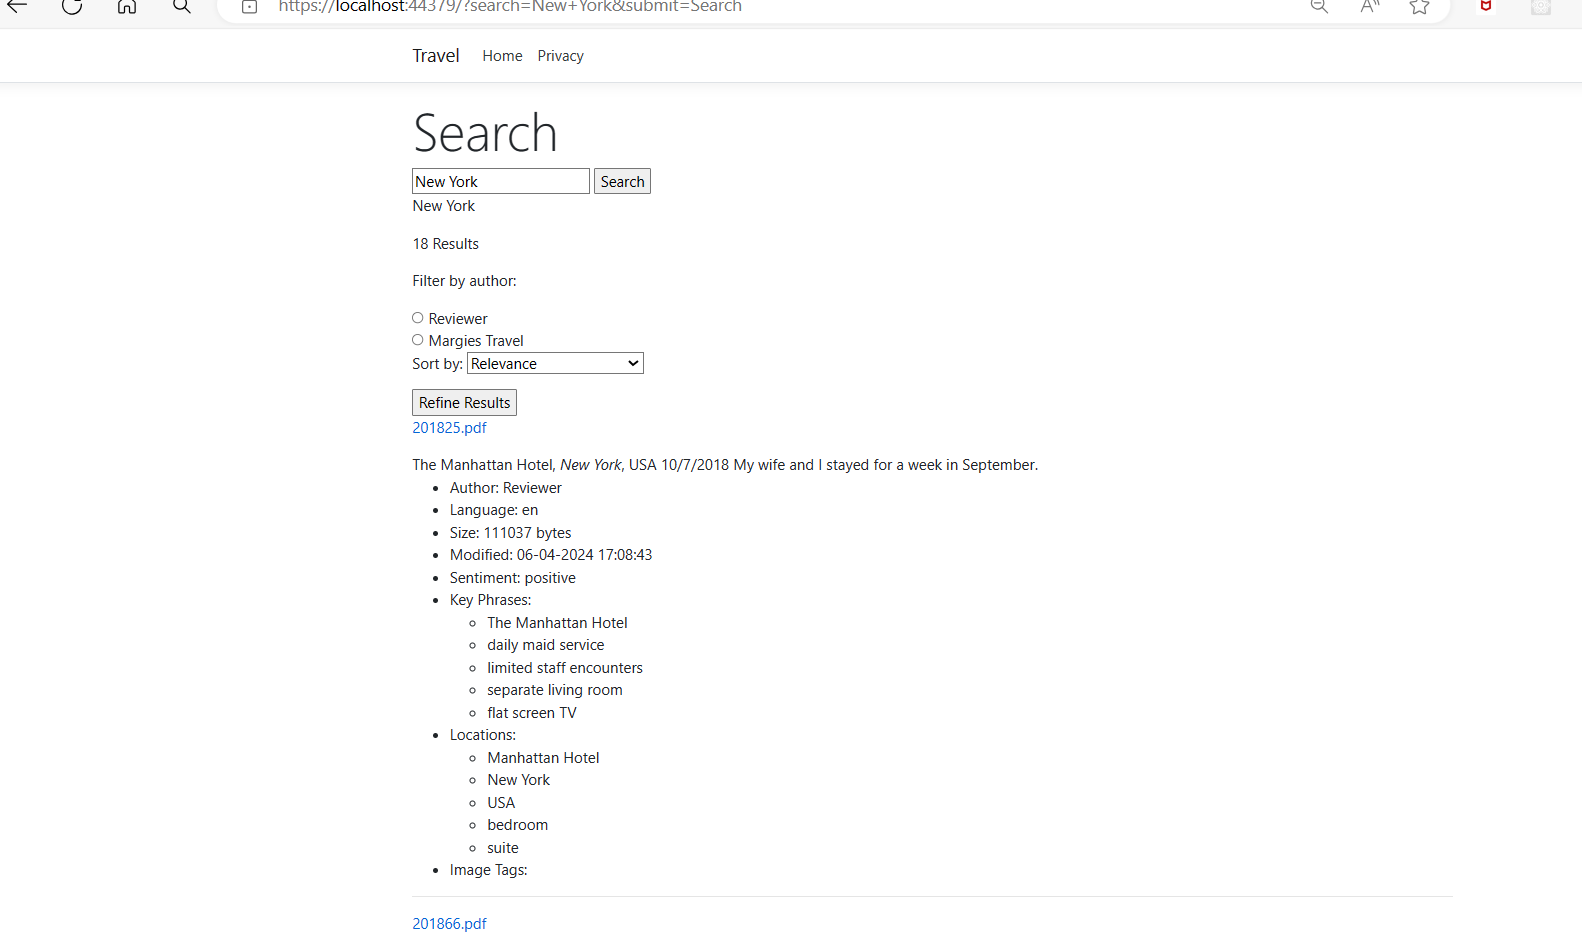 https://localhost:44379/?search=New+York&submit=Search
Travel Home Privacy
Search
New York Search
New York
18 Results
Filter by author:
Reviewer
Margies Travel
Sort by: Relevance
Refine Results
201825.pdf
The Manhattan Hotel, New York, USA 10/7/2018 My wife and I stayed for a week in September.
Author: Reviewer
Language: en
Size: 111037 bytes
Modified: 06-04-2024 17:08:43
Sentiment: positive
Key Phrases:
The Manhattan Hotel
daily maid service
limited staff encounters
separate living room
flat screen TV
Locations:
Manhattan Hotel
New York
USA
bedroom
suite
Image Tags:
201866.pdf